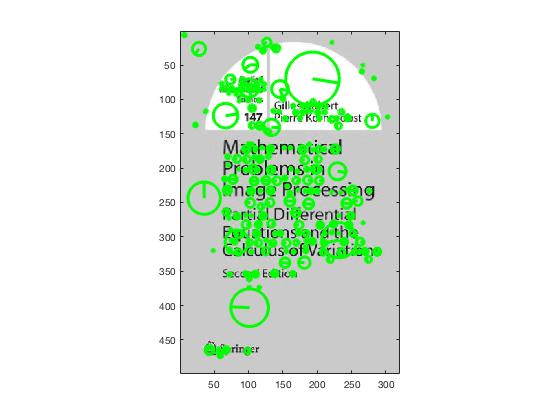 50
100
150
200
250
300
350
400
450
50
100
150
200
250
300
147
Gilles Aubert
Pierre Kornprobst
Mathematical
Problems in
Image Processing
Partial Differential
Equations and the
Calculus of Variations
Second Edition
Springer